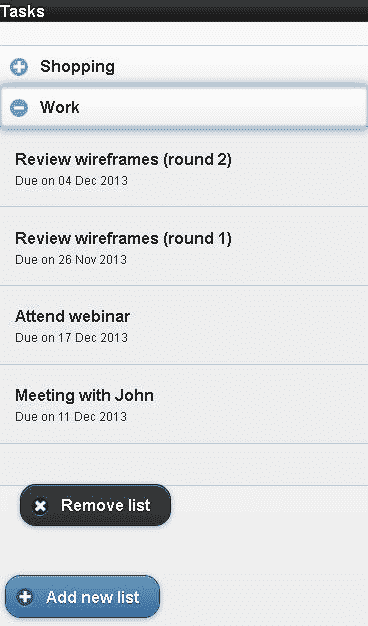 Tasks
Shopping
Work
Review wireframes (round 2)
Due on 04 Dec 2013
Review wireframes (round 1)
Due on 26 Nov 2013
Attend webinar
Due on 17 Dec 2013
Meeting with John
Due on 11 Dec 2013
Remove list
Add new list